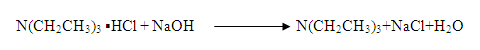 N(CH2CH3)3 ▪HCl + NaOH ⟶ N(CH2CH3)3+NaCl+H2O